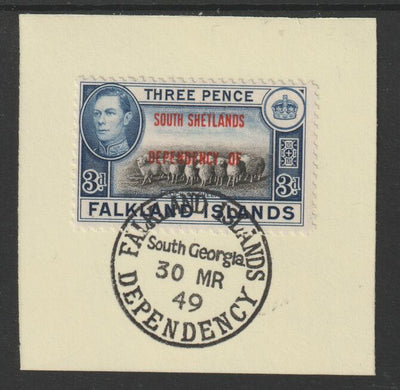 THREE PENCE
SOUTH SHETLANDS
DEPENDENCY OF
3d 3d
FALKLAND ISLANDS
FALKLAND ISLANDS
South Georgia
30 MR
49
DEPENDENCY